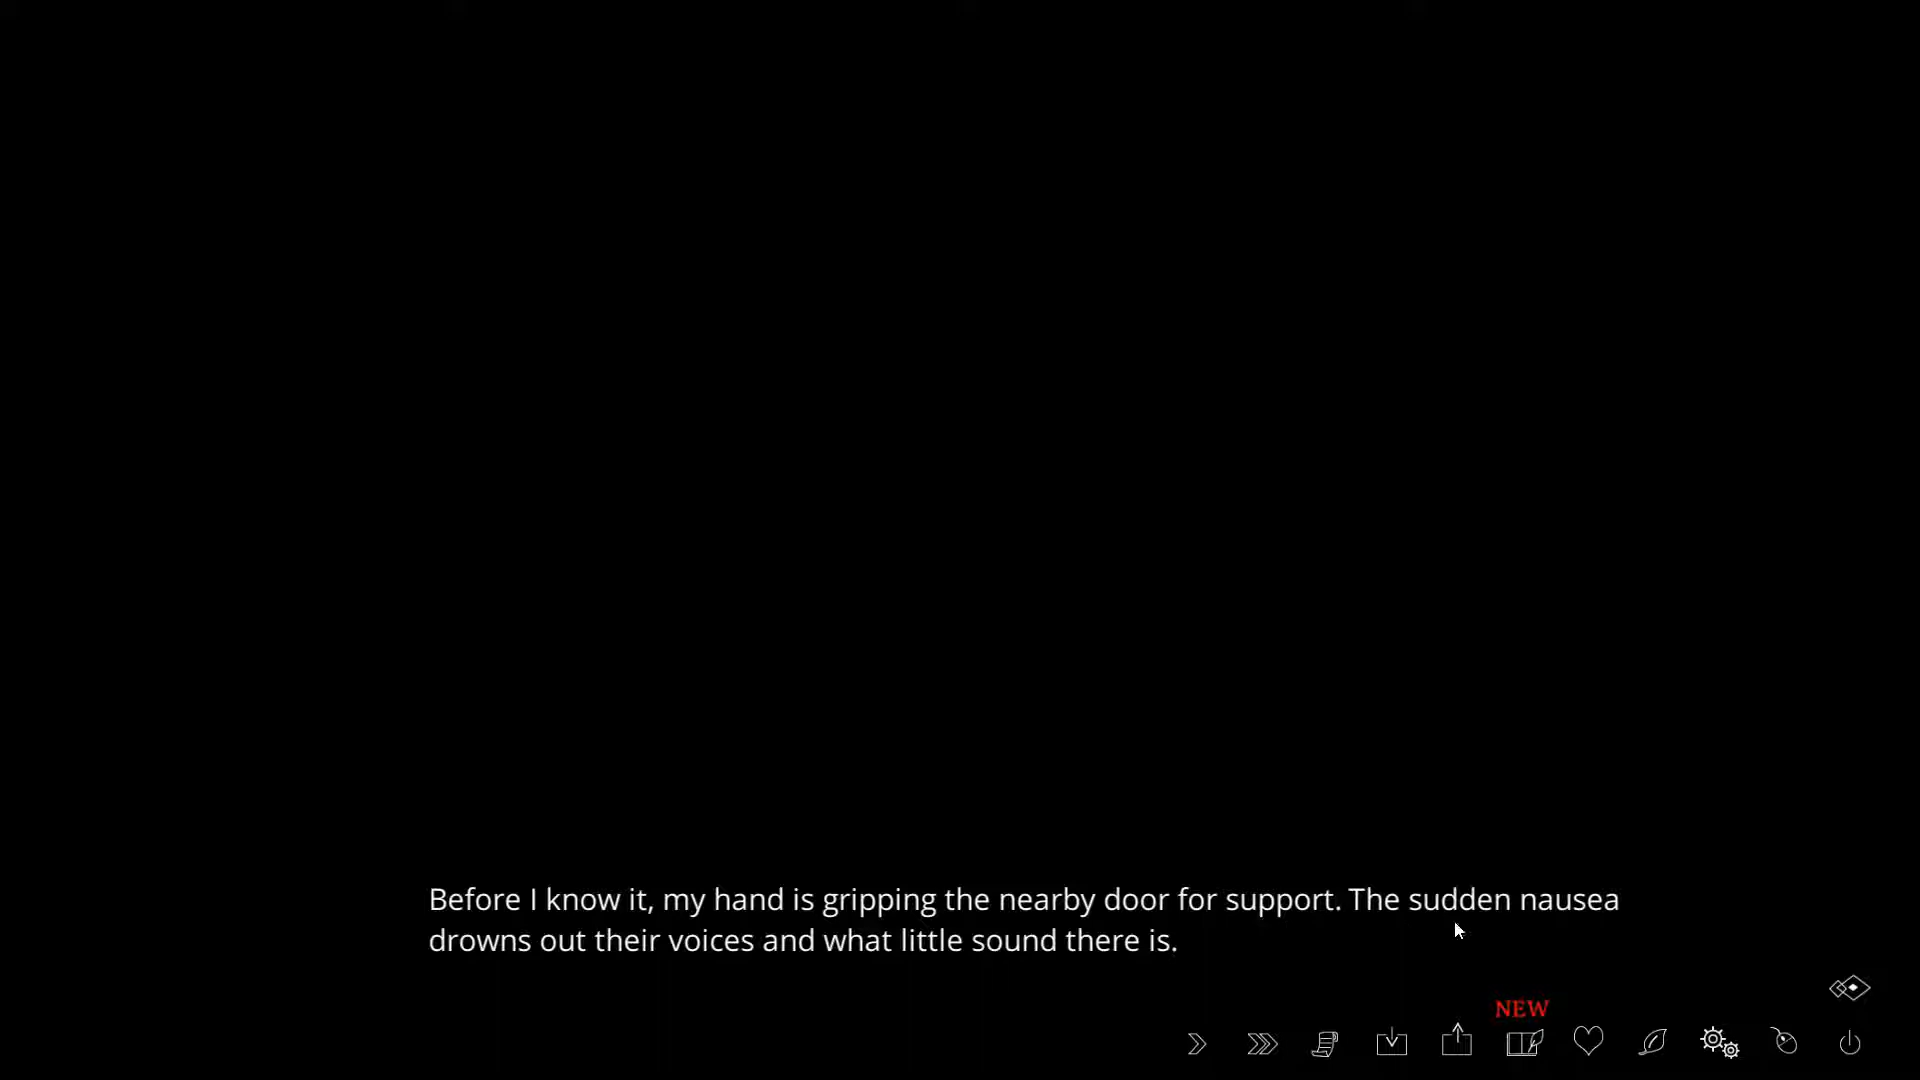 Before I know it, my hand is gripping the nearby door for support. The sudden nausea
drowns out their voices and what little sound there is.
NEW